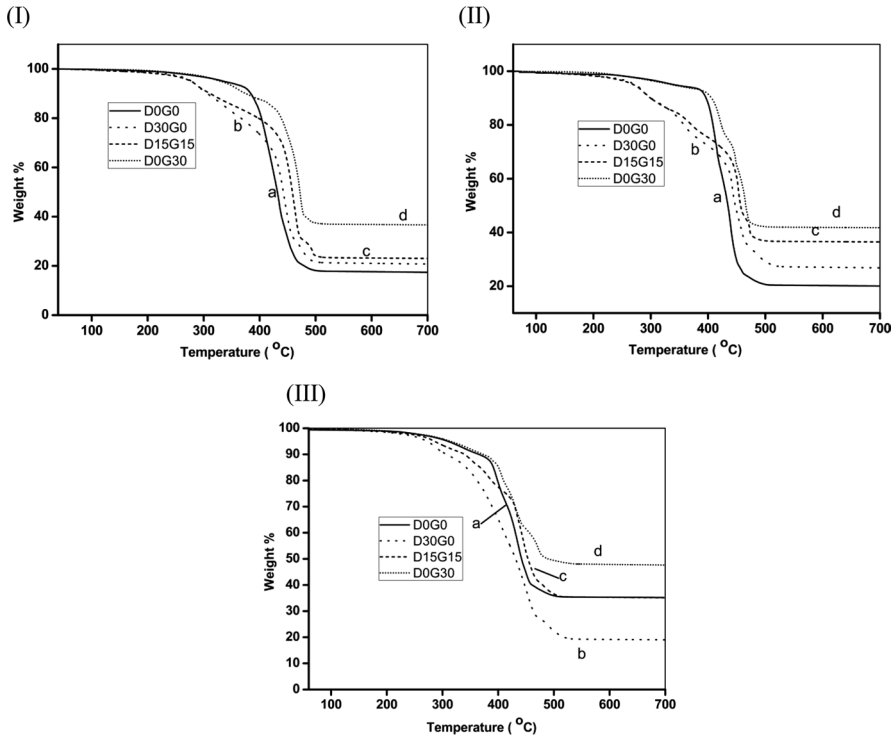 (I)
100
80
60
40
20
0
Weight %
100 200 300 400 500 600 700
Temperature ( °C)
D0G0
D30G0
D15G15
D0G30
a
b
c
d
(II)
100
80
60
40
20
Weight %
100 200 300 400 500 600 700
Temperature ( °C)
D0G0
D30G0
D15G15
D0G30
a
b
c
d
(III)
100
90
80
70
60
50
40
30
20
10
0
Weight %
100 200 300 400 500 600 700
Temperature ( °C)
D0G0
D30G0
D15G15
D0G30
a
b
c
d